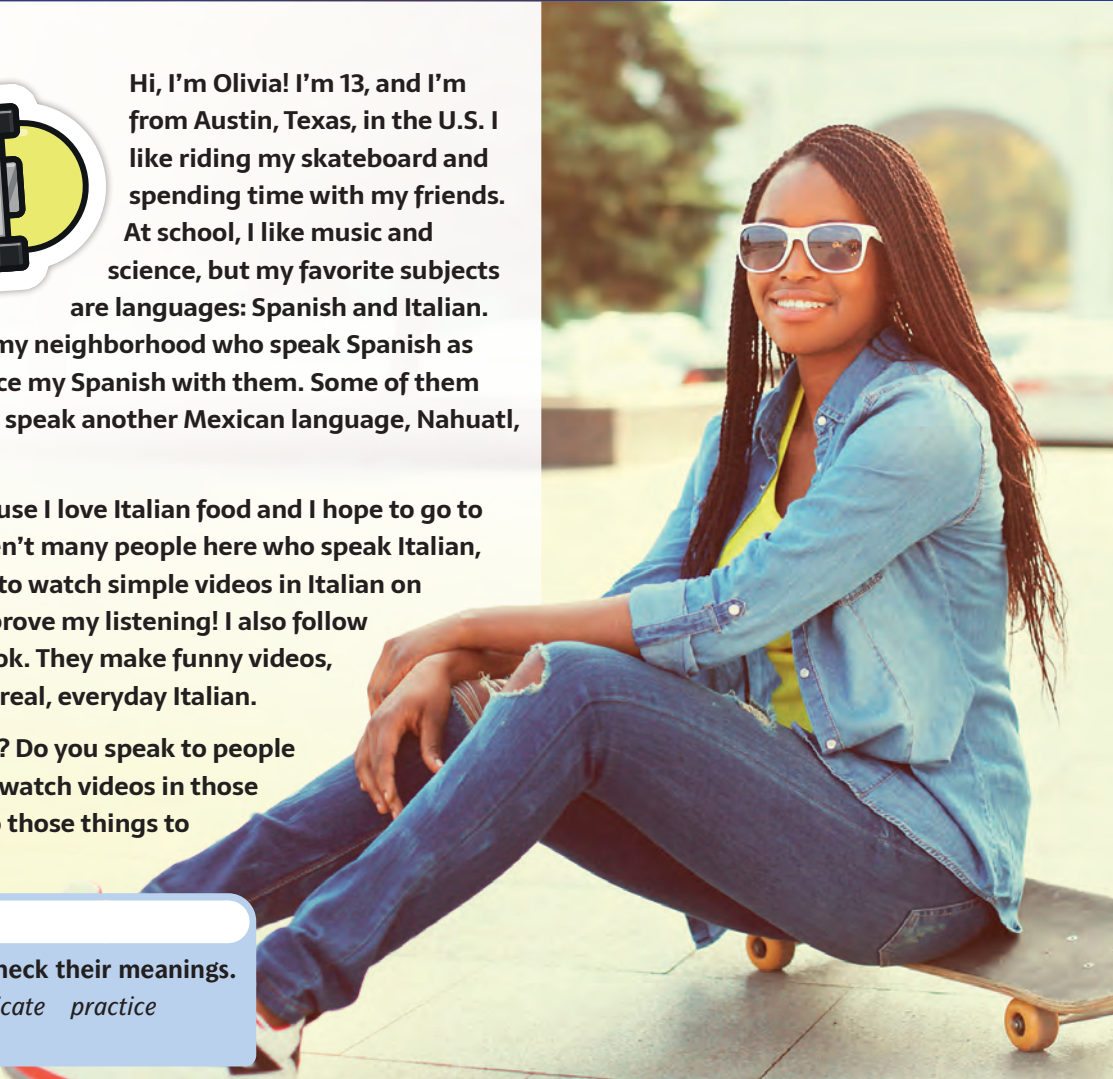 Hi, I'm Olivia! I'm 13, and I'm
from Austin, Texas, in the U.S. I
like riding my skateboard and
spending time with my friends.
At school, I like music and
science, but my favorite subjects
are languages: Spanish and Italian.
my neighborhood who speak Spanish as
my Spanish with them. Some of them
speak another Mexican language, Nahuatl,
I love Italian food and I hope to go to
many people here who speak Italian,
to watch simple videos in Italian on
my listening! I also follow
They make funny videos,
real, everyday Italian.
? Do you speak to people
watch videos in those
those things to
their meanings.
practice